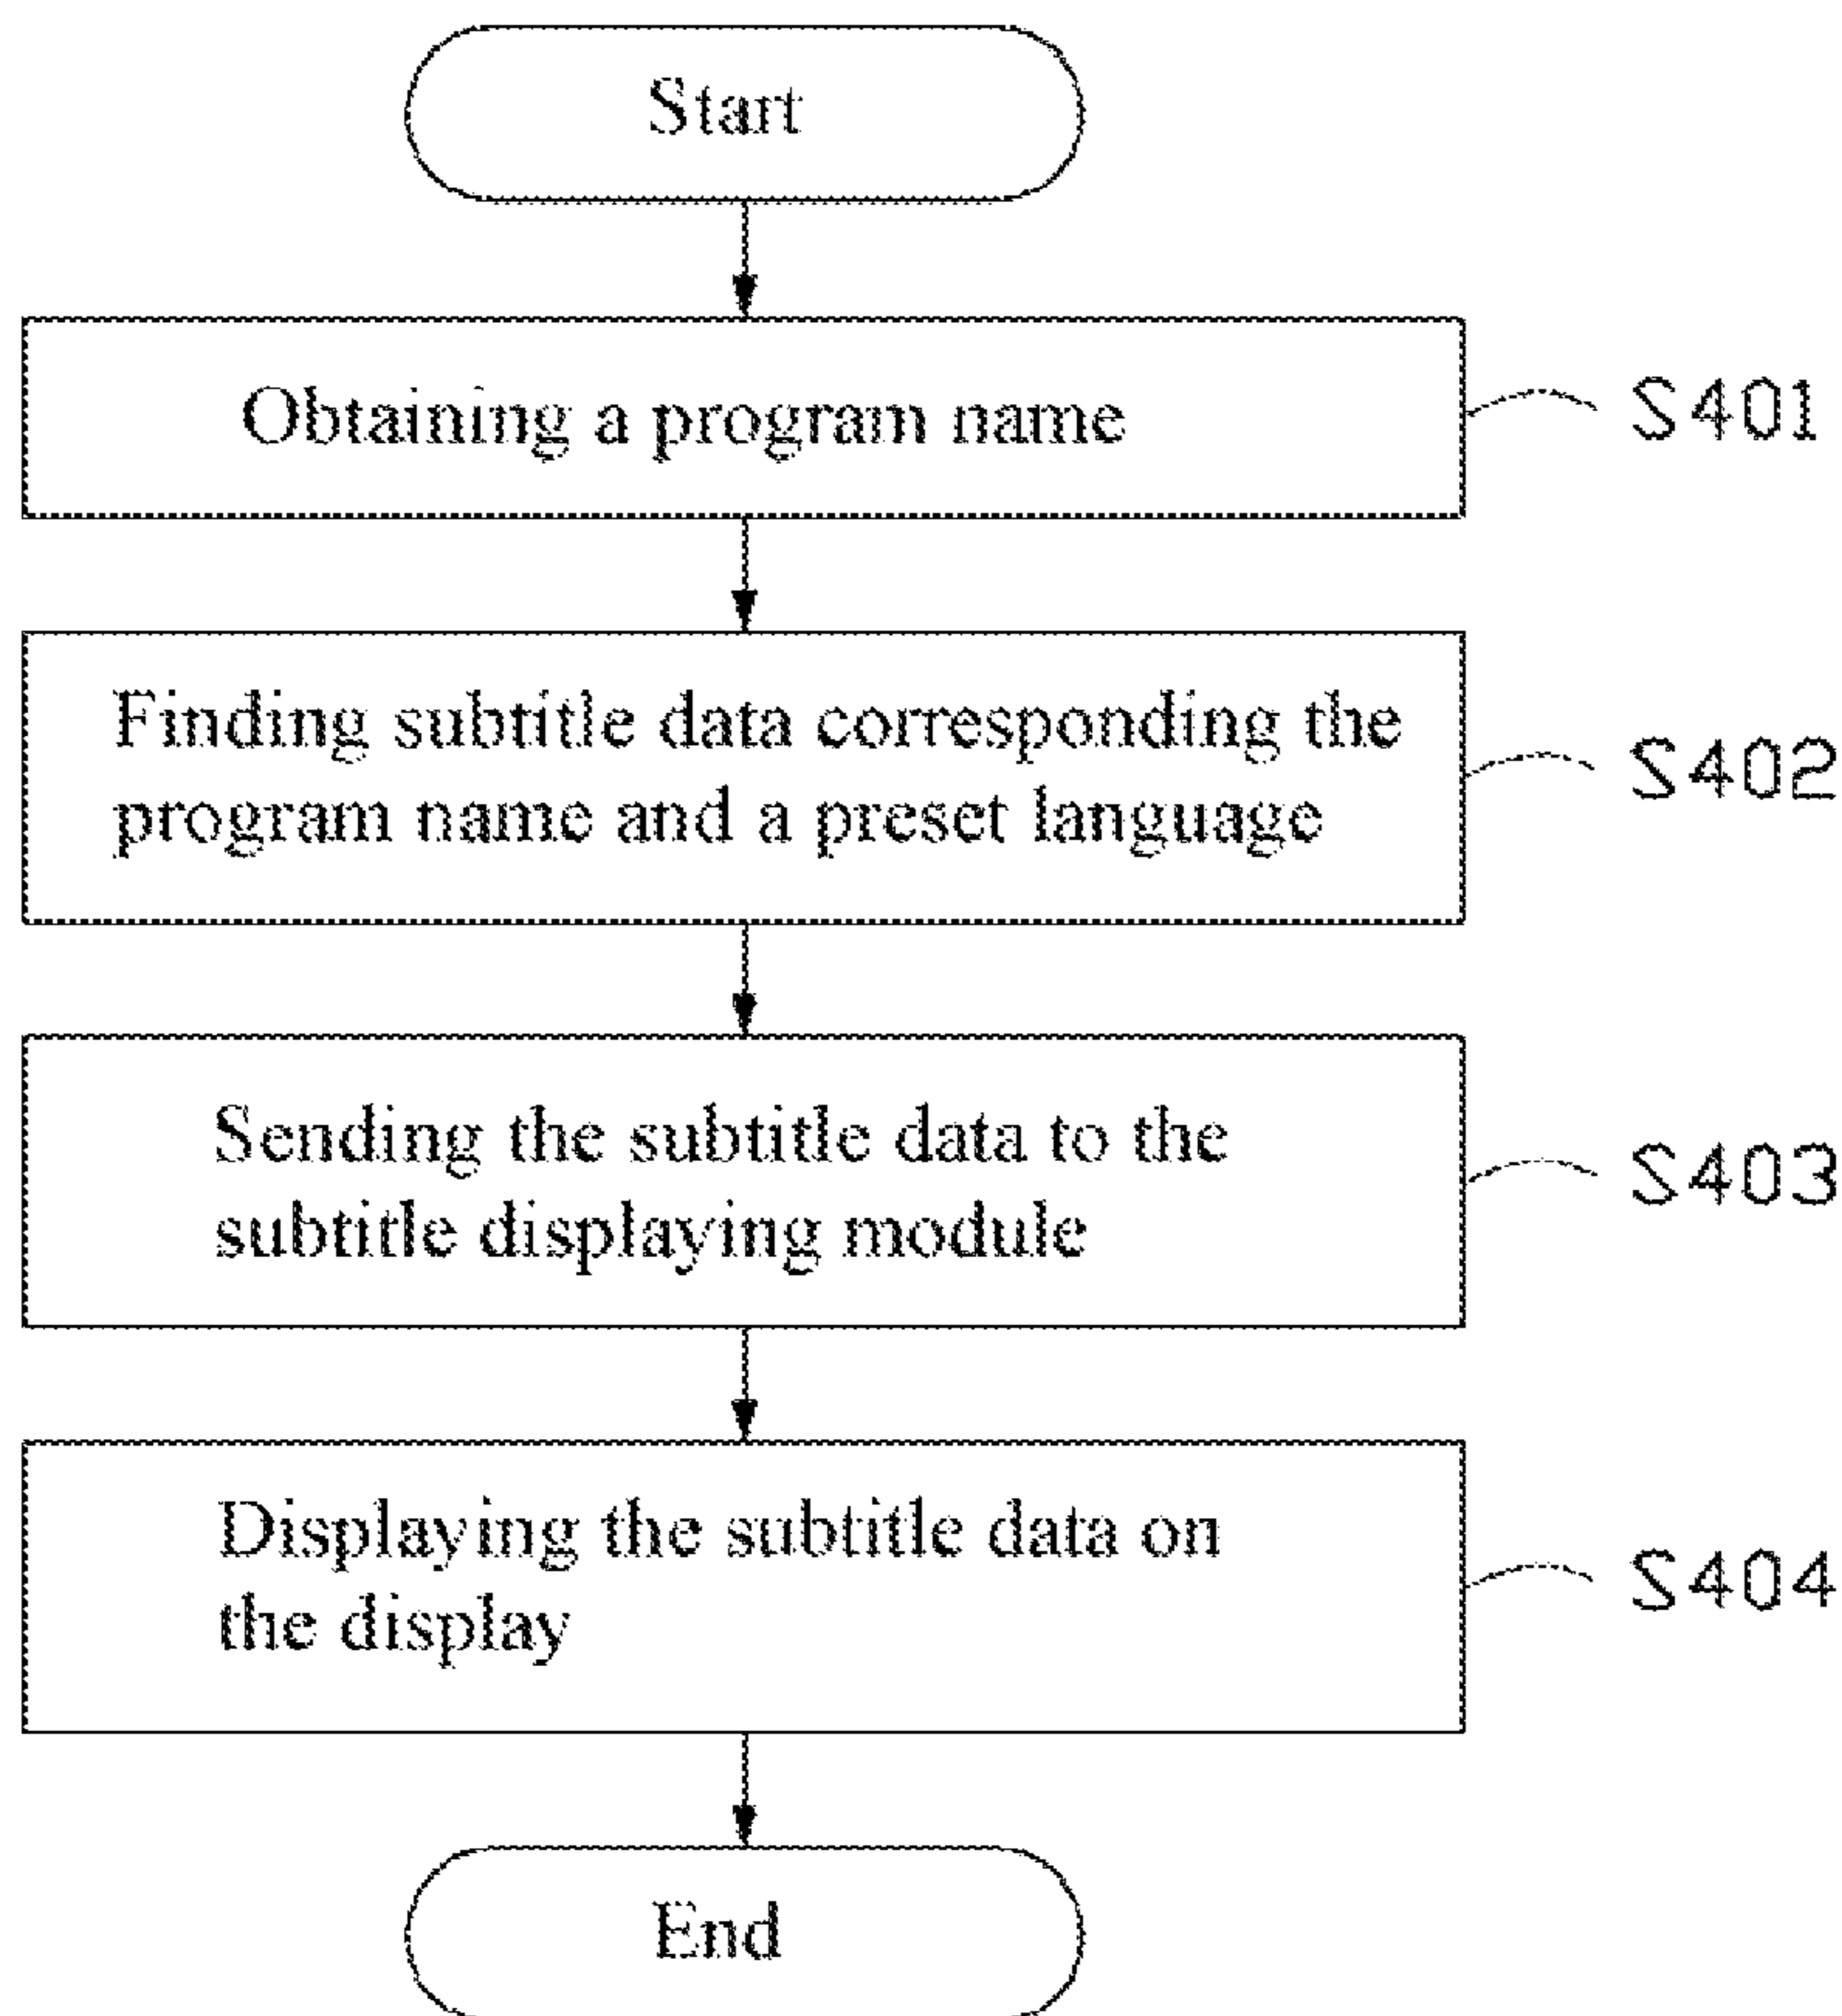 Start
Obtaining a program name
S401
Finding subtitle data corresponding the
program name and a preset language
S402
Sending the subtitle data to the
subtitle displaying module
S403
Displaying the subtitle data on
the display
S404
End